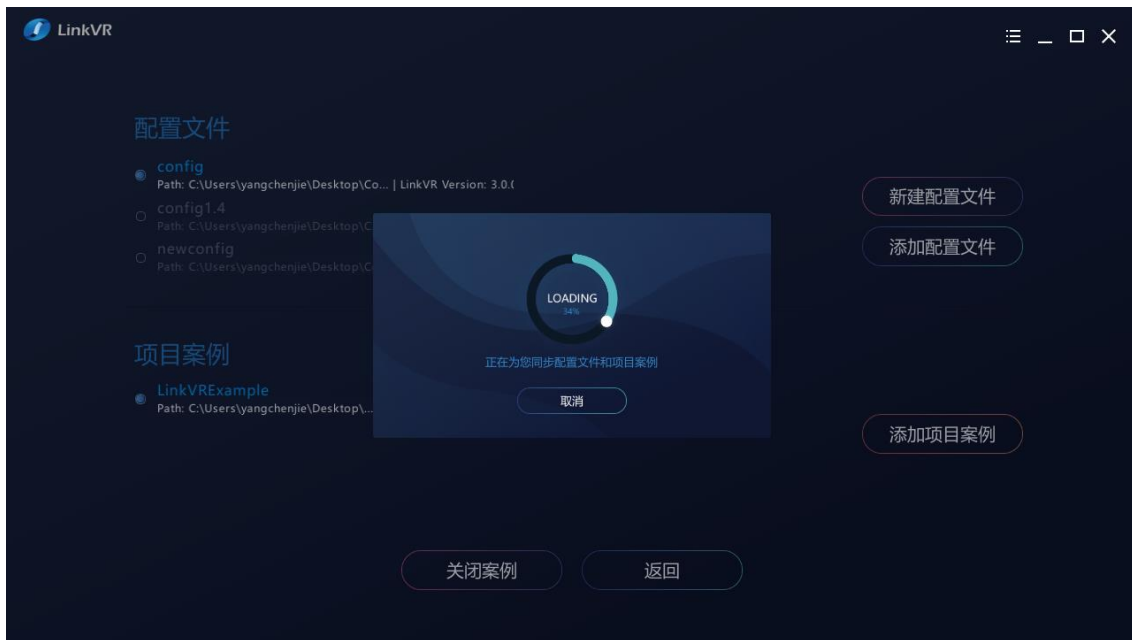 LinkVR
配置文件
config
Path: C:\Users\yangchenjie\Desktop\Co... | LinkVR Version: 3.0.(
config1.4
Path: C:\Users\yangchenjie\Desktop\C
newconfig
Path: C:\Users\yangchenjie\Desktop\C
新建配置文件
添加配置文件
LOADING
34%
正在为您同步配置文件和项目案例
取消
项目案例
LinkVRExample
Path: C:\Users\yangchenjie\Desktop\...
添加项目案例
关闭案例
返回